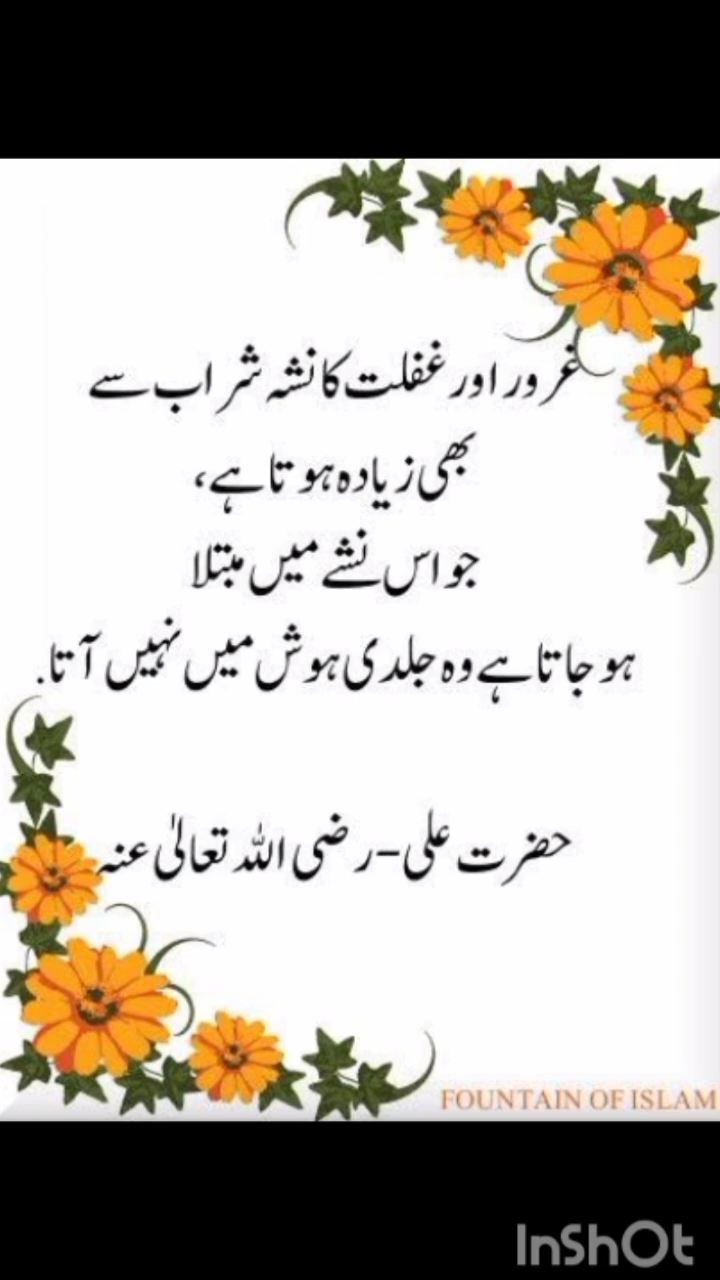 غرور اور غفلت کا نشہ شراب سے
بھی زیادہ ہوتا ہے،
جو اس نشے میں مبتلا
ہو جاتا ہے وہ جلدی ہوش میں نہیں آتا.
حضرت علی-رضی اللہ تعالیٰ عنہ
FOUNTAIN OF ISLAM
InShOt